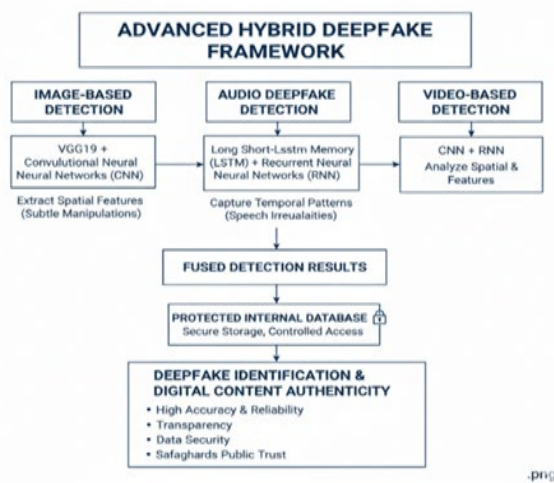 ADVANCED HYBRID DEEPFAKE
FRAMEWORK
IMAGE-BASED
DETECTION
VGG19 +
Convulutional Neural
Neural Networks (CNN)
Extract Spatial Features
(Subtle Manipulations)
AUDIO DEEPFAKE
DETECTION
Long Short-Lsstm Memory
(LSTM) + Recurrent Neural
Neural Networks (RNN)
Capture Temporal Patterns
(Speech Irreualaities)
VIDEO-BASED
DETECTION
CNN + RNN
Analyze Spatial &
Features
FUSED DETECTION RESULTS
PROTECTED INTERNAL DATABASE
Secure Storage, Controlled Access
DEEPFAKE IDENTIFICATION &
DIGITAL CONTENT AUTHENTICITY
• High Accuracy & Reliability
• Transparency
• Data Security
• Safaghards Public Trust
.png